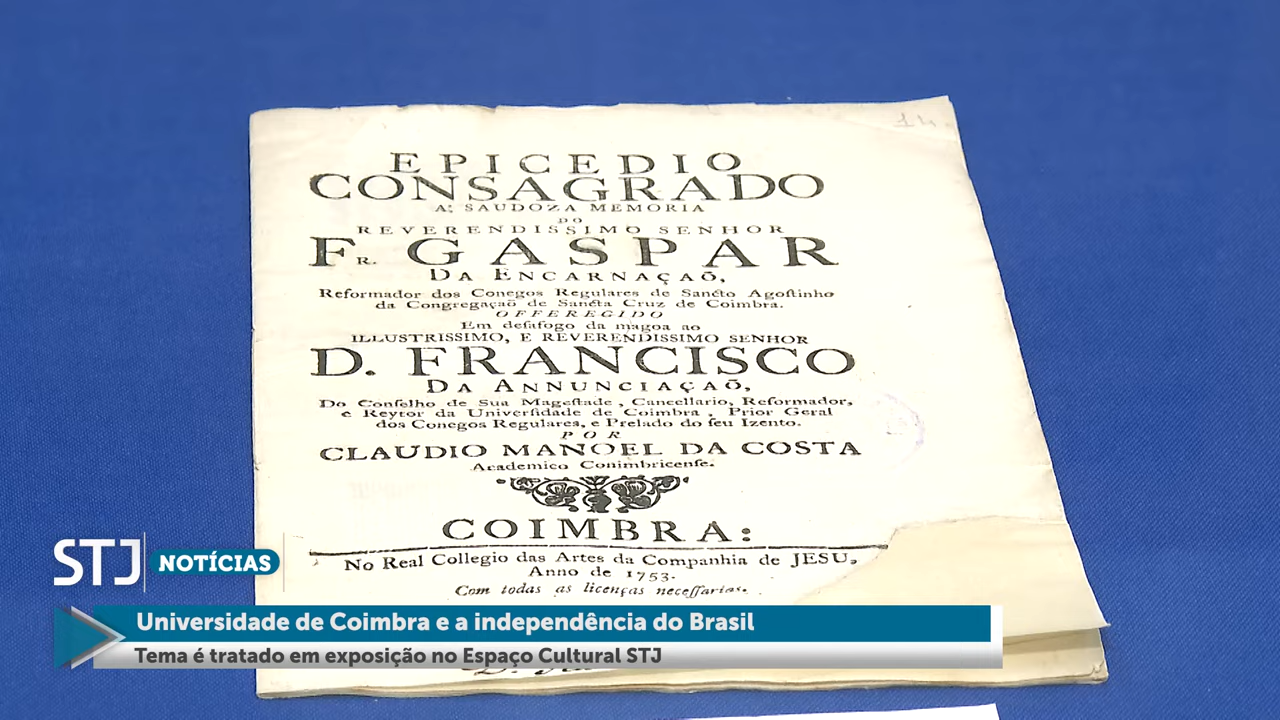 14
EPICEDIO
CONSAGRADO
A' SAUDOZA MEMORIA
DO
REVERENDISSIMO SENHOR
FR. GASPAR
DA ENCARNAÇAÕ,
Reformador dos Conegos Regulares de Sancto Agoſtinho
da Congregaçaõ de Sancta Cruz de Coimbra.
OFFEREGIDO
Em deſafogo da magoa ao
ILLUSTRISSIMO, E REVERENDISSIMO SENHOR
D. FRANCISCO
DA ANNUNCIAÇAÕ,
Do Conſelho de Sua Mageſtade, Cancellario, Reformador,
e Reytor da Univerſidade de Coimbra, Prior Geral
dos Conegos Regulares, e Prelado do ſeu Izento.
POR
CLAUDIO MANOEL DA COSTA
Academico Conimbricenſe.
COIMBRA:
No Real Collegio das Artes da Companhia de JESU,
Anno de 1753.
Com todas as licenças neceſſarias.
STJ NOTÍCIAS
Universidade de Coimbra e a independência do Brasil
Tema é tratado em exposição no Espaço Cultural STJ